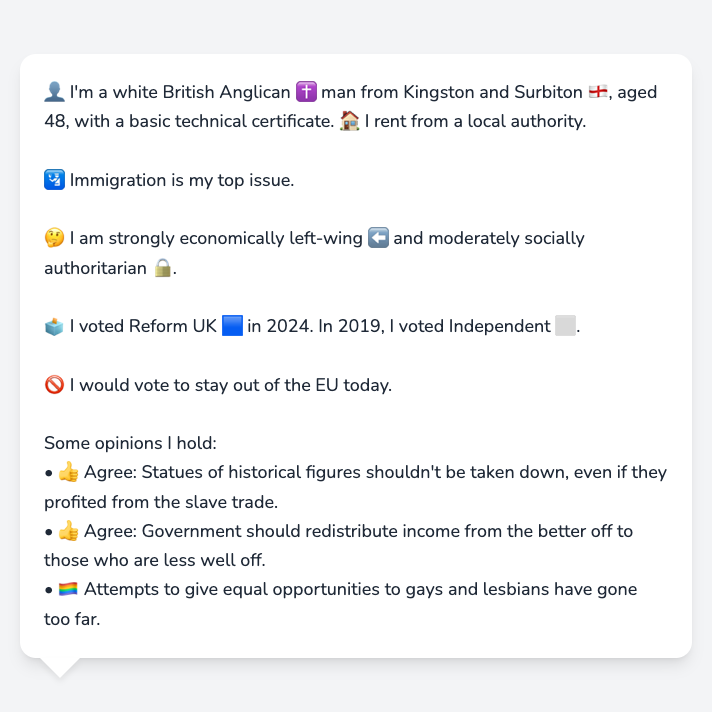 👤 I'm a white British Anglican ✝️ man from Kingston and Surbiton 🏴󠁧󠁢󠁥󠁮󠁧󠁿, aged
48, with a basic technical certificate. 🏠 I rent from a local authority.
🛂 Immigration is my top issue.
🤔 I am strongly economically left-wing ⬅️ and moderately socially
authoritarian 🔒.
🗳️ I voted Reform UK 🟦 in 2024. In 2019, I voted Independent ⬜.
🚫 I would vote to stay out of the EU today.
Some opinions I hold:
• 👍 Agree: Statues of historical figures shouldn't be taken down, even if they
profited from the slave trade.
• 👍 Agree: Government should redistribute income from the better off to
those who are less well off.
• 🏳️‍🌈 Attempts to give equal opportunities to gays and lesbians have gone
too far.